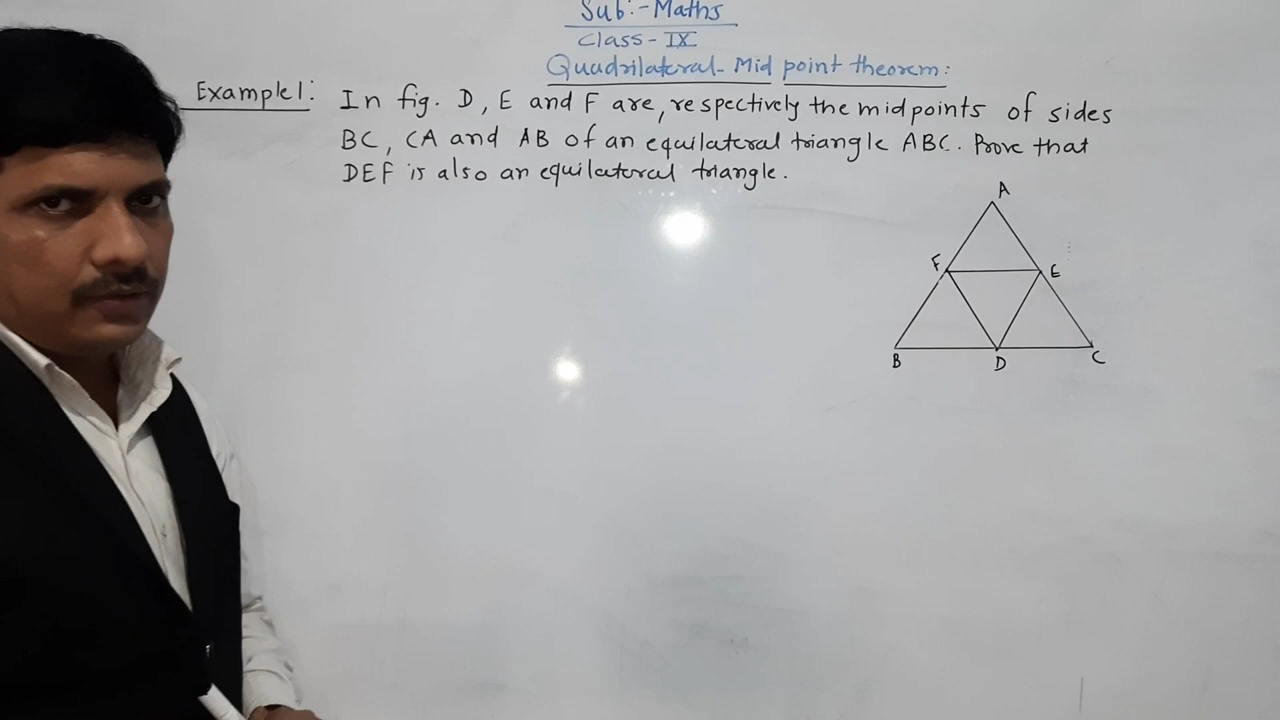 Sub:-Maths
Class-IX
Quadrilateral-Mid point theorem:
Example1: In fig. D, E and F are, respectively the midpoints of sides
BC, CA and AB of an equilateral triangle ABC. Prove that
DEF is also an equilateral triangle.
A
F E
B D C